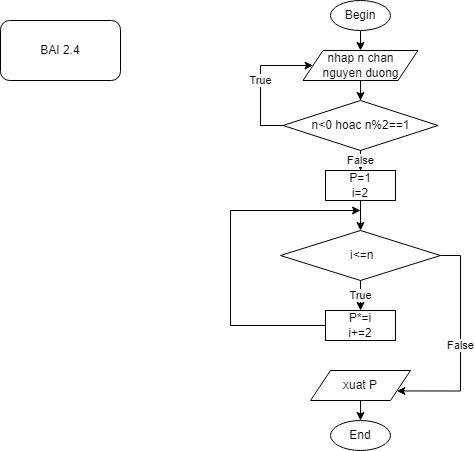 Begin
BAI 2.4
nhap n chan
nguyen duong
True
n<0 hoac n%2==1
False
P=1
i=2
i<=n
True
P*=i
i+=2
False
xuat P
End